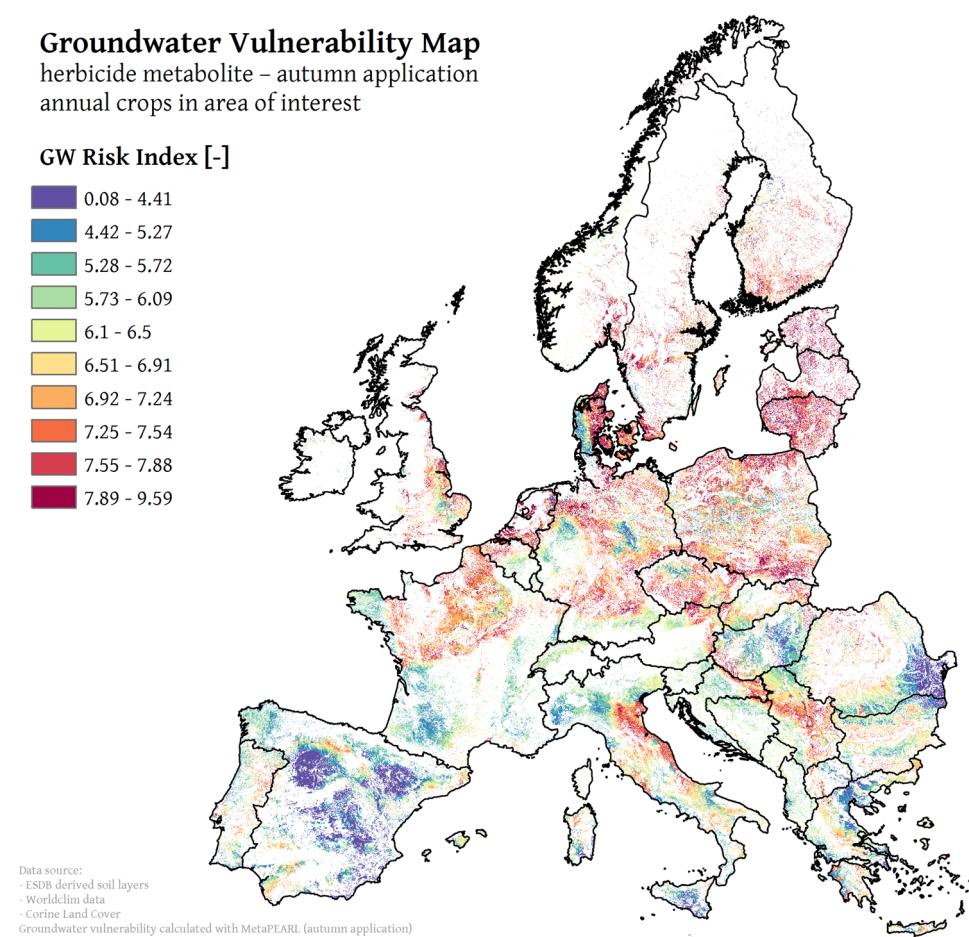 Groundwater Vulnerability Map
herbicide metabolite – autumn application
annual crops in area of interest
GW Risk Index [-]
0.08 - 4.41
4.42 - 5.27
5.28 - 5.72
5.73 - 6.09
6.1 - 6.5
6.51 - 6.91
6.92 - 7.24
7.25 - 7.54
7.55 - 7.88
7.89 - 9.59
Data source:
- ESDB derived soil layers
- Worldclim data
- Corine Land Cover
Groundwater vulnerability calculated with MetaPEARL (autumn application)